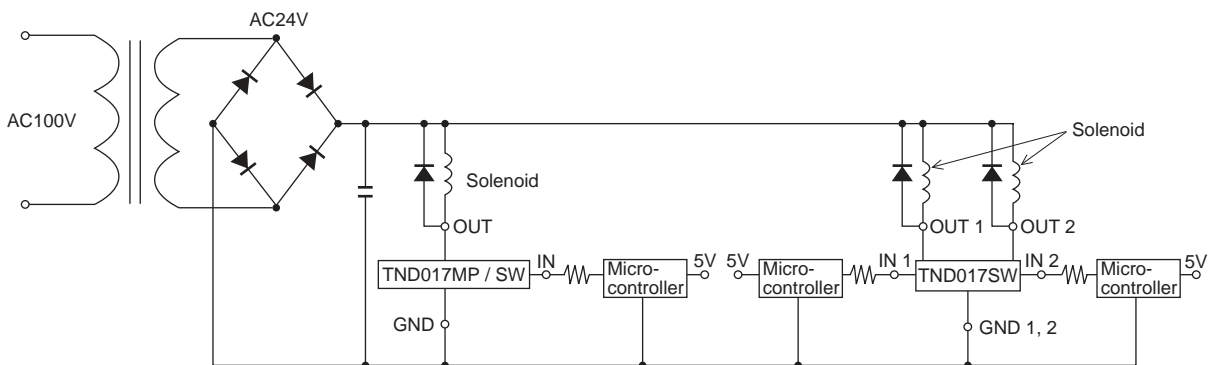 AC24V
AC100V
Solenoid
Solenoid
OUT
OUT 1
OUT 2
TND017MP / SW
IN
Micro-
controller
5V
5V
Micro-
controller
IN 1
TND017SW
IN 2
Micro-
controller
5V
GND
GND 1, 2